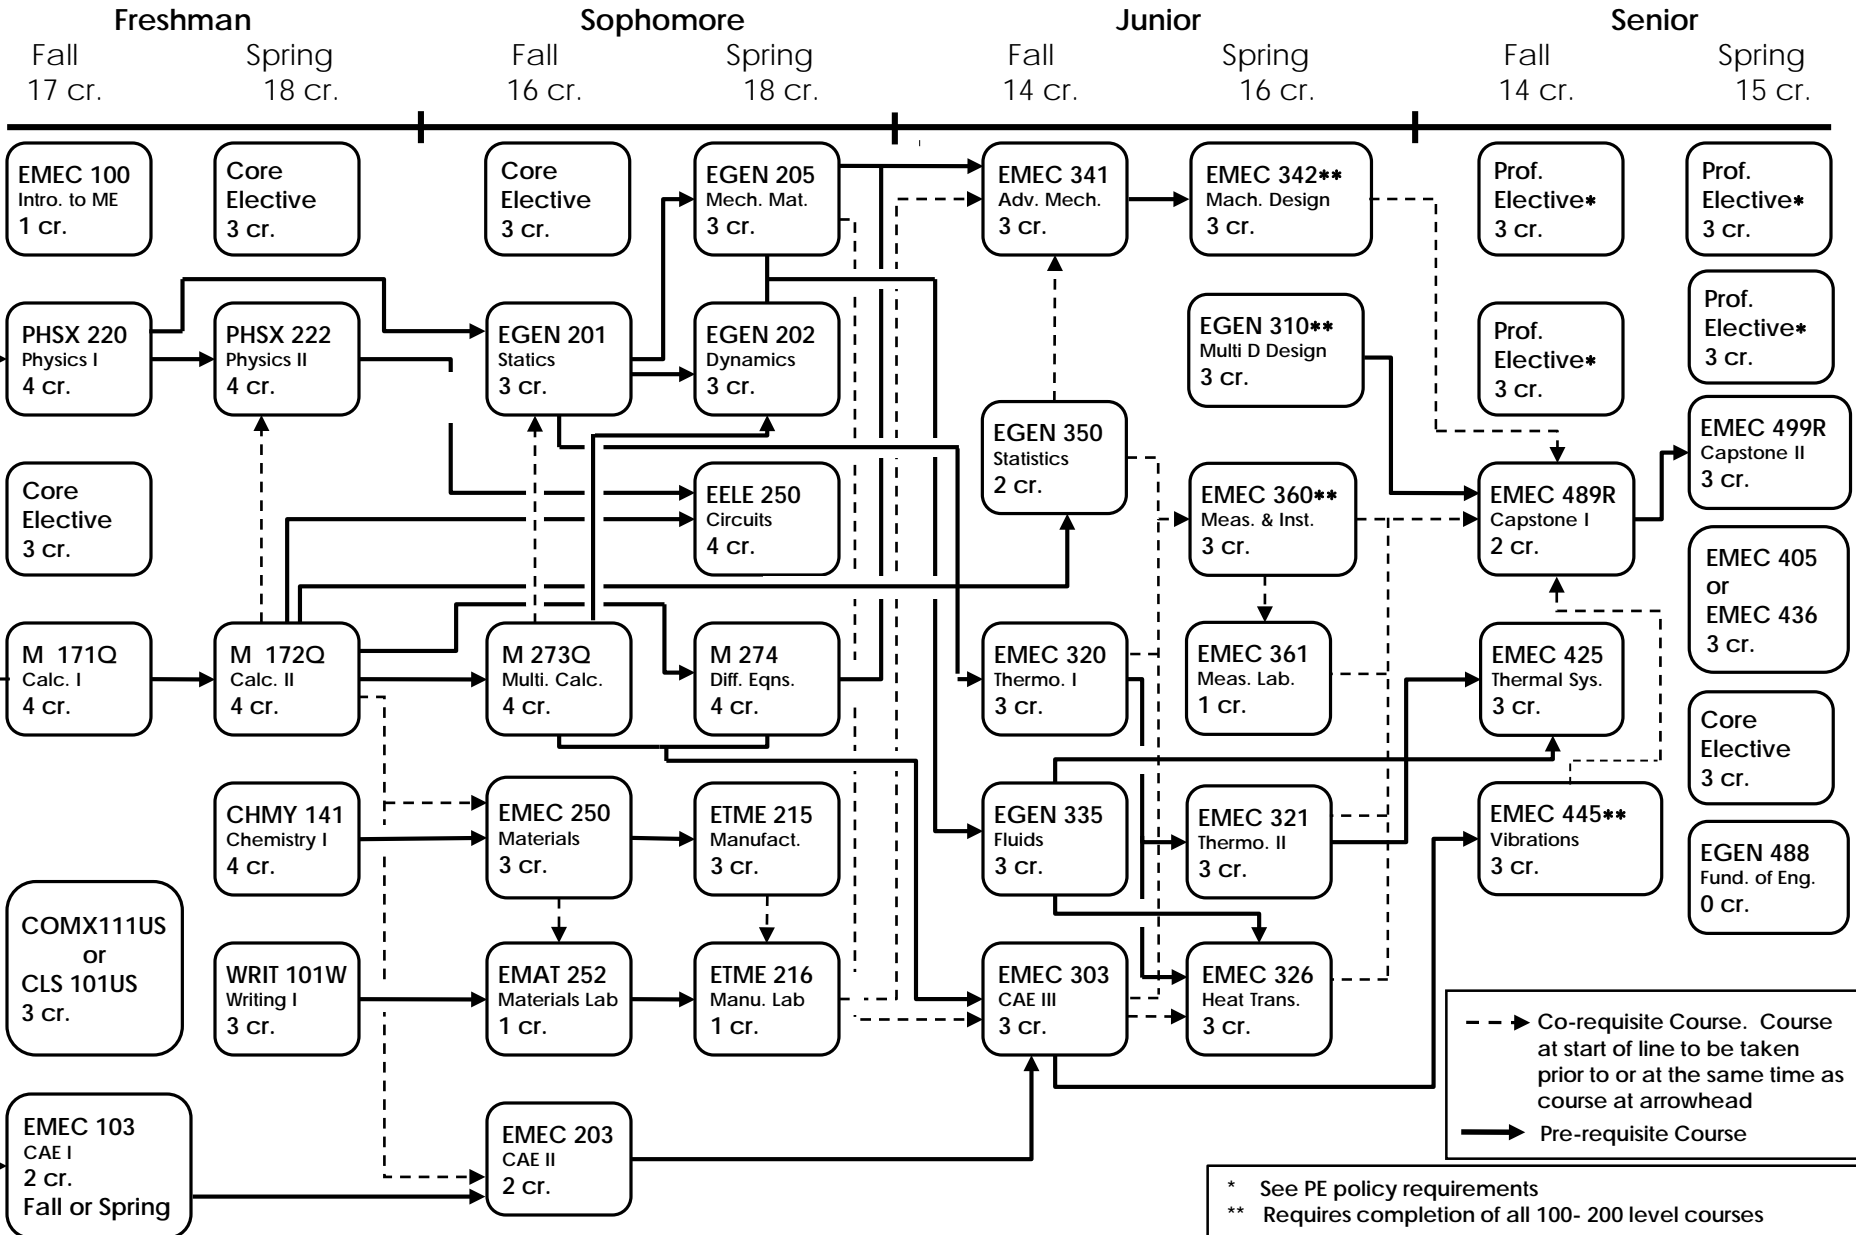 Freshman
Sophomore
Junior
Senior
Fall
17 cr.
Spring
18 cr.
Fall
16 cr.
Spring
18 cr.
Fall
14 cr.
Spring
16 cr.
Fall
14 cr.
Spring
15 cr.
EMEC 100
Intro. to ME
1 cr.
Core
Elective
3 cr.
Core
Elective
3 cr.
EGEN 205
Mech. Mat.
3 cr.
EMEC 341
Adv. Mech.
3 cr.
EMEC 342**
Mach. Design
3 cr.
Prof.
Elective*
3 cr.
Prof.
Elective*
3 cr.
PHSX 220
Physics I
4 cr.
PHSX 222
Physics II
4 cr.
EGEN 201
Statics
3 cr.
EGEN 202
Dynamics
3 cr.
EGEN 310**
Multi D Design
3 cr.
Prof.
Elective*
3 cr.
Prof.
Elective*
3 cr.
Core
Elective
3 cr.
EELE 250
Circuits
4 cr.
EGEN 350
Statistics
2 cr.
EMEC 360**
Meas. & Inst.
3 cr.
EMEC 489R
Capstone I
2 cr.
EMEC 499R
Capstone II
3 cr.
EMEC 405
or
EMEC 436
3 cr.
M 171Q
Calc. I
4 cr.
M 172Q
Calc. II
4 cr.
M 273Q
Multi. Calc.
4 cr.
M 274
Diff. Eqns.
4 cr.
EMEC 320
Thermo. I
3 cr.
EMEC 361
Meas. Lab.
1 cr.
EMEC 425
Thermal Sys.
3 cr.
Core
Elective
3 cr.
CHMY 141
Chemistry I
4 cr.
EMEC 250
Materials
3 cr.
ETME 215
Manufact.
3 cr.
EGEN 335
Fluids
3 cr.
EMEC 321
Thermo. II
3 cr.
EMEC 445**
Vibrations
3 cr.
EGEN 488
Fund. of Eng.
0 cr.
COMX111US
or
CLS 101US
3 cr.
WRIT 101W
Writing I
3 cr.
EMAT 252
Materials Lab
1 cr.
ETME 216
Manu. Lab
1 cr.
EMEC 303
CAE III
3 cr.
EMEC 326
Heat Trans.
3 cr.
EMEC 103
CAE I
2 cr.
Fall or Spring
EMEC 203
CAE II
2 cr.
Co-requisite Course. Course
at start of line to be taken
prior to or at the same time as
course at arrowhead
Pre-requisite Course
* See PE policy requirements
** Requires completion of all 100- 200 level courses